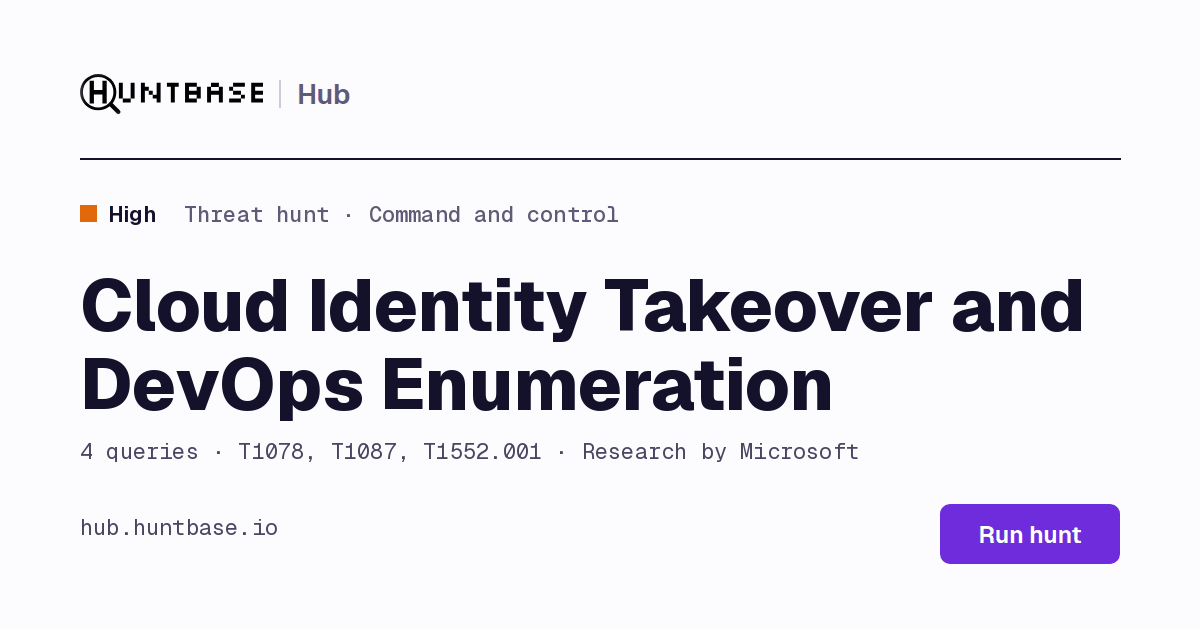 HUNTBASE Hub
High Threat hunt · Command and control
Cloud Identity Takeover and
DevOps Enumeration
4 queries · T1078, T1087, T1552.001 · Research by Microsoft
hub.huntbase.io
Run hunt